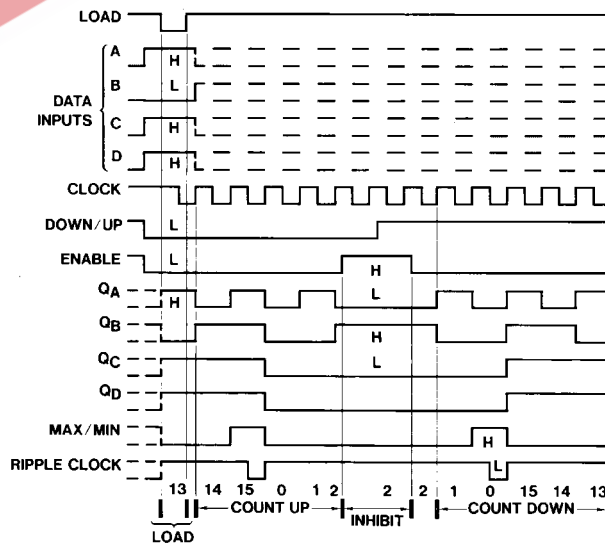 LOAD
A H
B L
DATA
INPUTS
C H
D H
CLOCK
DOWN/UP L
ENABLE L H
QA H L
QB H
QC L
QD
MAX/MIN H
RIPPLE CLOCK L
13 14 15 0 1 2 2 2 1 0 15 14 13
COUNT UP INHIBIT COUNT DOWN
LOAD